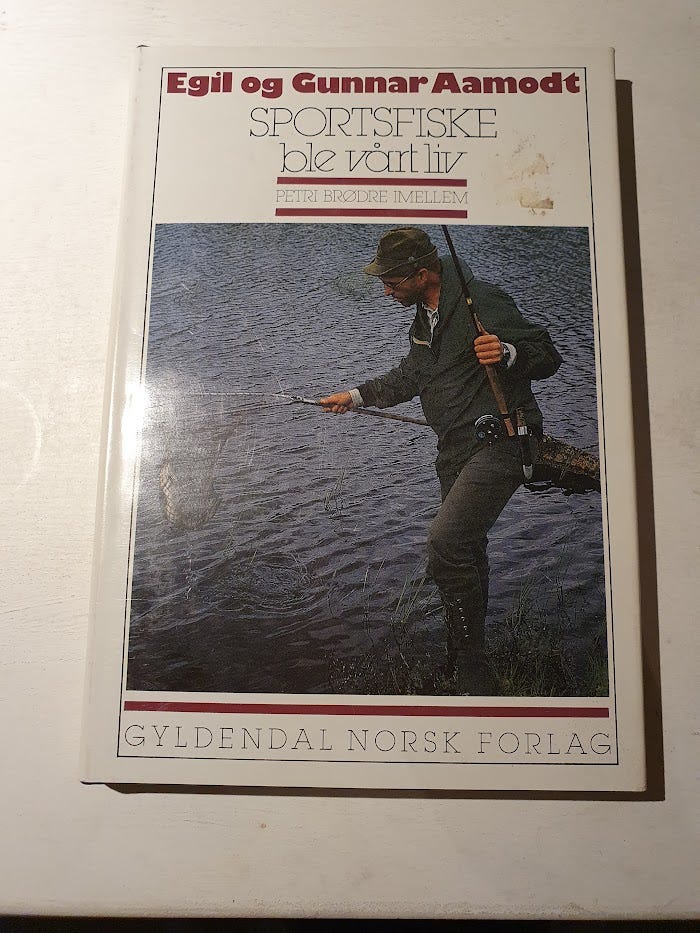 Egil og Gunnar Aamodt
SPORTSFISKE
ble vårt liv
PETRI BRØDRE IMELLEM
GYLDENDAL NORSK FORLAG